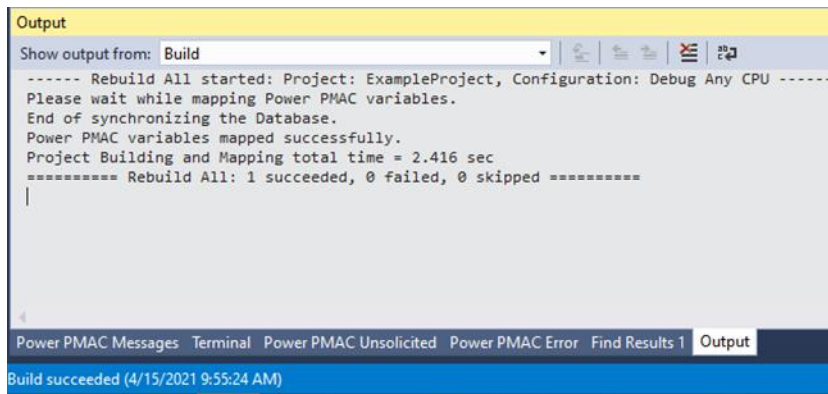 Output
Show output from: Build
------ Rebuild All started: Project: ExampleProject, Configuration: Debug Any CPU ------
Please wait while mapping Power PMAC variables.
End of synchronizing the Database.
Power PMAC variables mapped successfully.
Project Building and Mapping total time = 2.416 sec
========== Rebuild All: 1 succeeded, 0 failed, 0 skipped ==========
Power PMAC Messages Terminal Power PMAC Unsolicited Power PMAC Error Find Results 1 Output
Build succeeded (4/15/2021 9:55:24 AM)